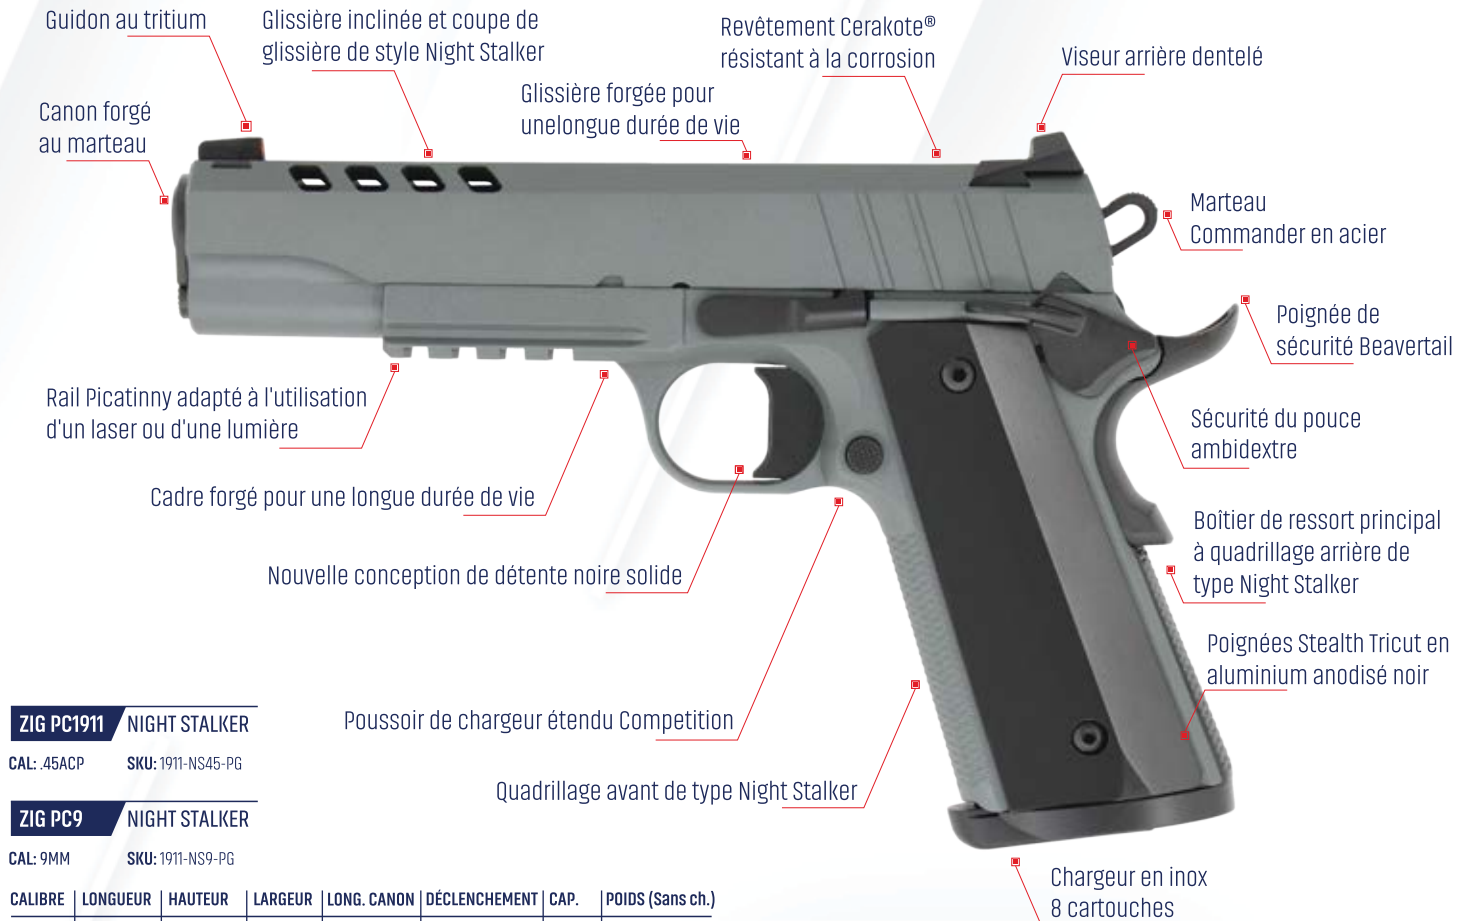 Guidon au tritium
Glissière inclinée et coupe de
glissière de style Night Stalker
Revêtement Cerakote®
résistant à la corrosion
Viseur arrière dentelé
Canon forgé
au marteau
Glissière forgée pour
unelongue durée de vie
Marteau
Commander en acier
Poignée de
sécurité Beavertail
Rail Picatinny adapté à l'utilisation
d'un laser ou d'une lumière
Sécurité du pouce
ambidextre
Cadre forgé pour une longue durée de vie
Boîtier de ressort principal
à quadrillage arrière de
type Night Stalker
Nouvelle conception de détente noire solide
Poignées Stealth Tricut en
aluminium anodisé noir
Poussoir de chargeur étendu Competition
Quadrillage avant de type Night Stalker
Chargeur en inox
8 cartouches
ZIG PC1911 NIGHT STALKER
CAL: .45ACP SKU: 1911-NS45-PG
ZIG PC9 NIGHT STALKER
CAL: 9MM SKU: 1911-NS9-PG
CALIBRE LONGUEUR HAUTEUR LARGEUR LONG. CANON DÉCLENCHEMENT CAP. POIDS (Sans ch.)